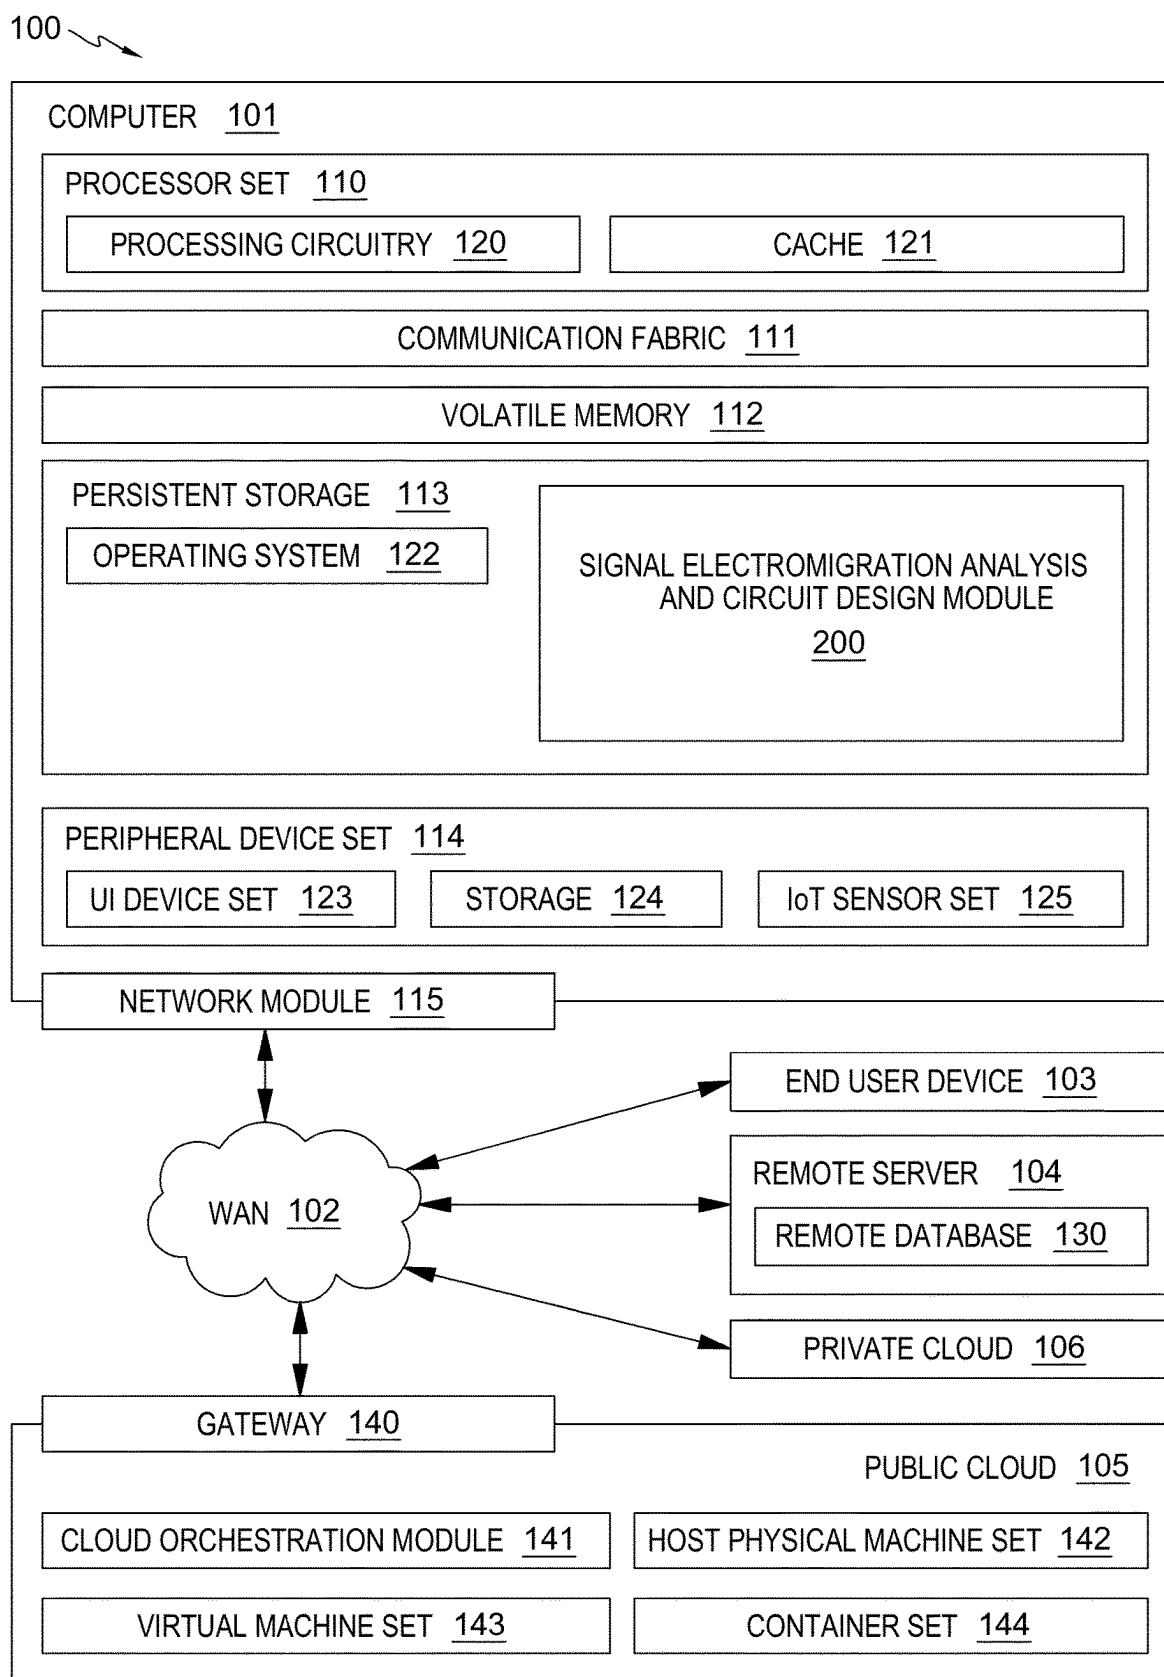 100
COMPUTER 101
PROCESSOR SET 110
PROCESSING CIRCUITRY 120
CACHE 121
COMMUNICATION FABRIC 111
VOLATILE MEMORY 112
PERSISTENT STORAGE 113
OPERATING SYSTEM 122
SIGNAL ELECTROMIGRATION ANALYSIS
AND CIRCUIT DESIGN MODULE
200
PERIPHERAL DEVICE SET 114
UI DEVICE SET 123
STORAGE 124
IoT SENSOR SET 125
NETWORK MODULE 115
END USER DEVICE 103
REMOTE SERVER 104
WAN 102
REMOTE DATABASE 130
PRIVATE CLOUD 106
GATEWAY 140
PUBLIC CLOUD 105
CLOUD ORCHESTRATION MODULE 141
HOST PHYSICAL MACHINE SET 142
VIRTUAL MACHINE SET 143
CONTAINER SET 144